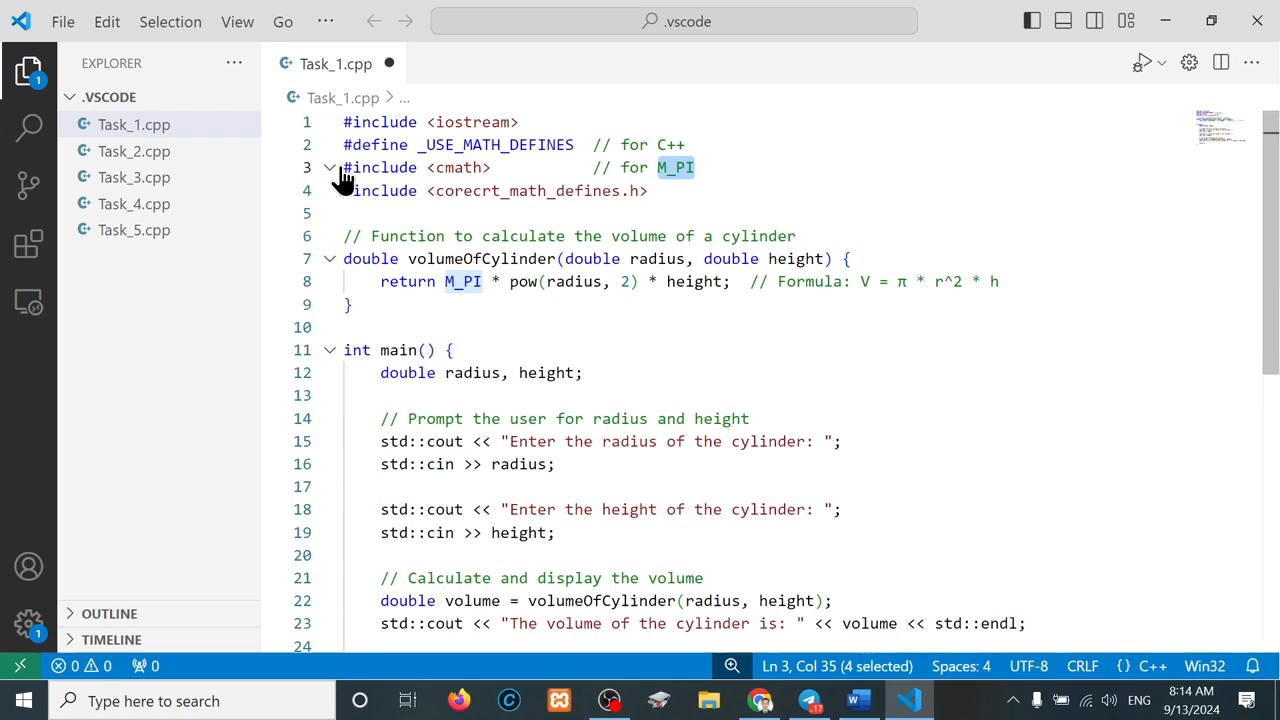 File Edit Selection View Go ··· .vscode
EXPLORER ···
Task_1.cpp
.VSCODE
Task_1.cpp > ...
Task_1.cpp
Task_2.cpp
Task_3.cpp
Task_4.cpp
Task_5.cpp
1 #include <iostream>
2 #define _USE_MATH_DEFINES // for C++
3 #include <cmath> // for M_PI
4 include <corecrt_math_defines.h>
5
6 // Function to calculate the volume of a cylinder
7 double volumeOfCylinder(double radius, double height) {
8 return M_PI * pow(radius, 2) * height; // Formula: V = π * r^2 * h
9 }
10
11 int main() {
12 double radius, height;
13
14 // Prompt the user for radius and height
15 std::cout << "Enter the radius of the cylinder: ";
16 std::cin >> radius;
17
18 std::cout << "Enter the height of the cylinder: ";
19 std::cin >> height;
20
21 // Calculate and display the volume
22 double volume = volumeOfCylinder(radius, height);
23 std::cout << "The volume of the cylinder is: " << volume << std::endl;
24
1
1
OUTLINE
TIMELINE
0 0 0 Ln 3, Col 35 (4 selected) Spaces: 4 UTF-8 CRLF {} C++ Win32
Type here to search
17
ENG
8:14 AM
9/13/2024